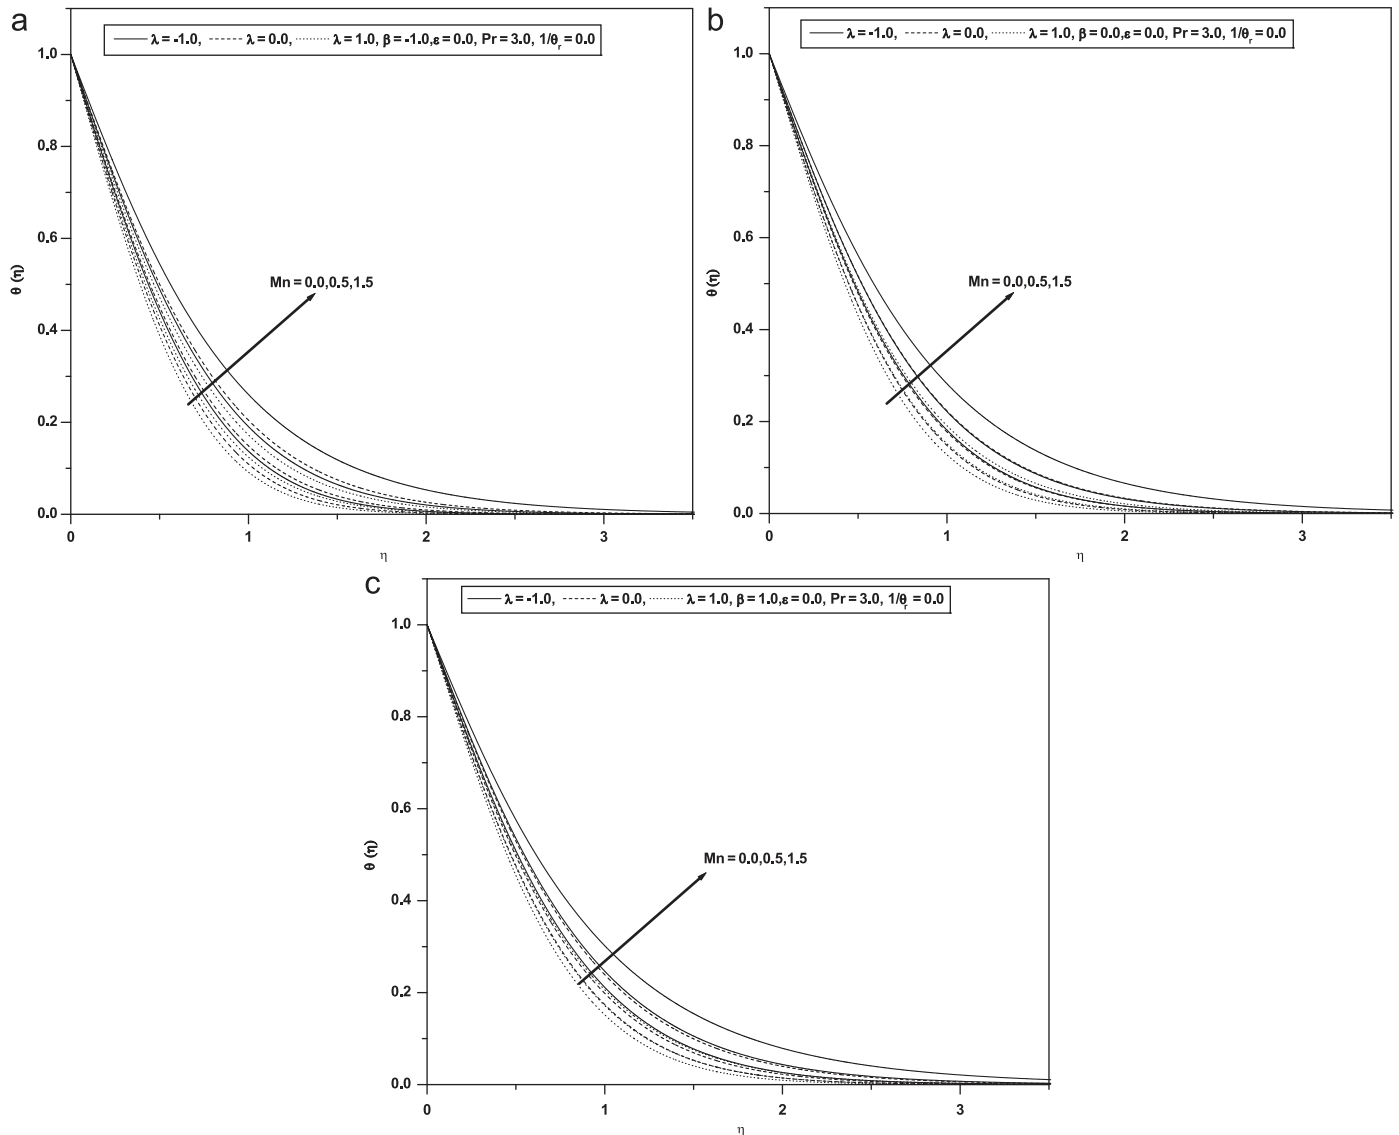 a
λ = -1.0, λ = 0.0, λ = 1.0, β = -1.0,ε = 0.0, Pr = 3.0, 1/θr = 0.0
1.0
0.8
0.6
0.4
0.2
0.0
θ (η)
Mn = 0.0,0.5,1.5
0 1 2 3
η
b
λ = -1.0, λ = 0.0, λ = 1.0, β = 0.0,ε = 0.0, Pr = 3.0, 1/θr = 0.0
1.0
0.8
0.6
0.4
0.2
0.0
θ (η)
Mn = 0.0,0.5,1.5
0 1 2 3
η
c
λ = -1.0, λ = 0.0, λ = 1.0, β = 1.0,ε = 0.0, Pr = 3.0, 1/θr = 0.0
1.0
0.8
0.6
0.4
0.2
0.0
θ (η)
Mn = 0.0,0.5,1.5
0 1 2 3
η